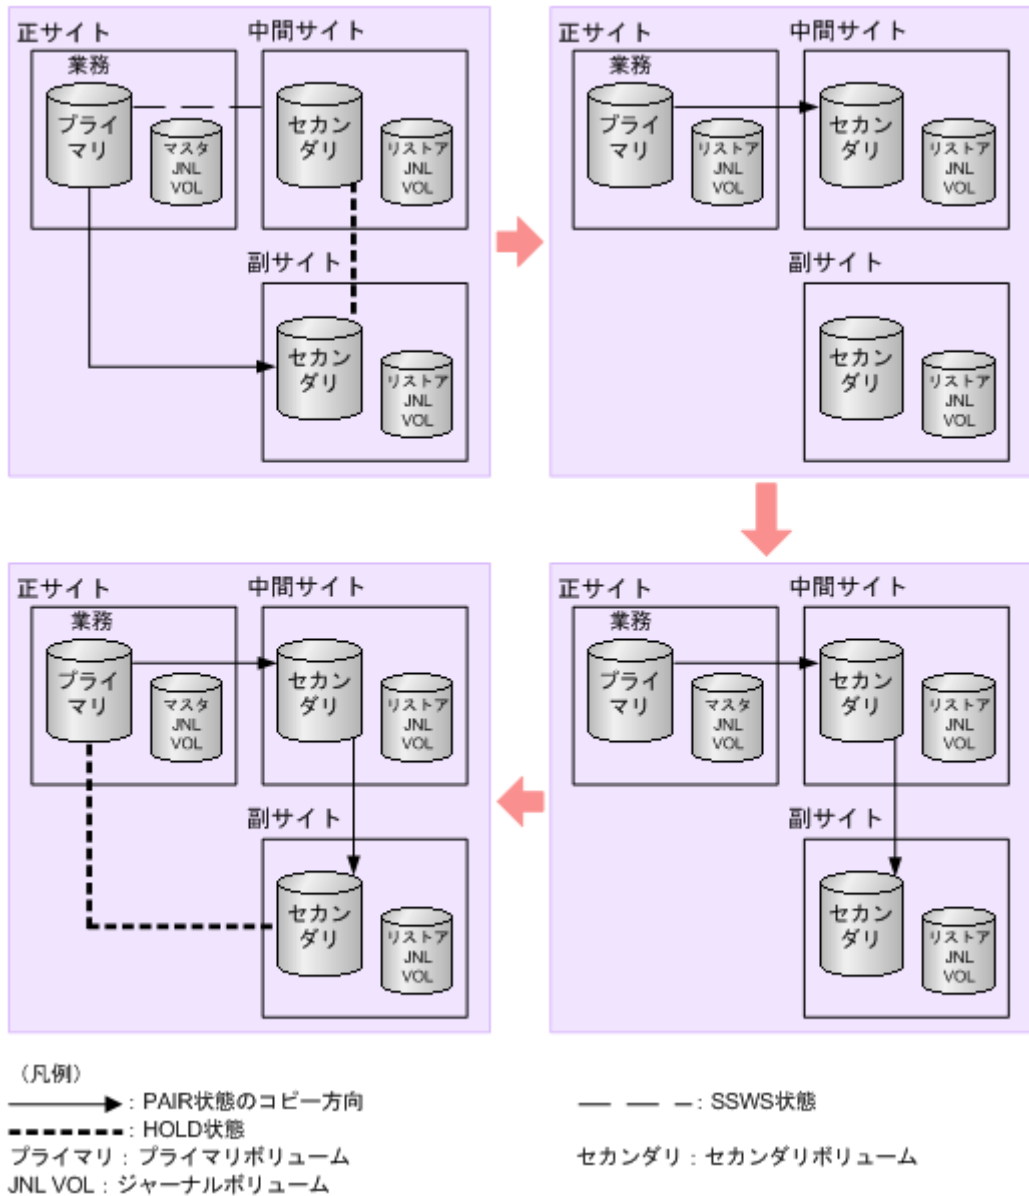 正サイト
中間サイト
業務
プライ
マリ
マスタ
JNL
VOL
セカン
ダリ
リストア
JNL
VOL
副サイト
セカン
ダリ
リストア
JNL
VOL
正サイト
中間サイト
業務
プライ
マリ
リストア
JNL
VOL
セカン
ダリ
リストア
JNL
VOL
副サイト
セカン
ダリ
リストア
JNL
VOL
正サイト
中間サイト
業務
プライ
マリ
マスタ
JNL
VOL
セカン
ダリ
リストア
JNL
VOL
副サイト
セカン
ダリ
リストア
JNL
VOL
正サイト
中間サイト
業務
プライ
マリ
マスタ
JNL
VOL
セカン
ダリ
リストア
JNL
VOL
副サイト
セカン
ダリ
リストア
JNL
VOL
（凡例）
：PAIR状態のコピー方向
：SSWS状態
：HOLD状態
プライマリ：プライマリボリューム
セカンダリ：セカンダリボリューム
JNL VOL：ジャーナルボリューム